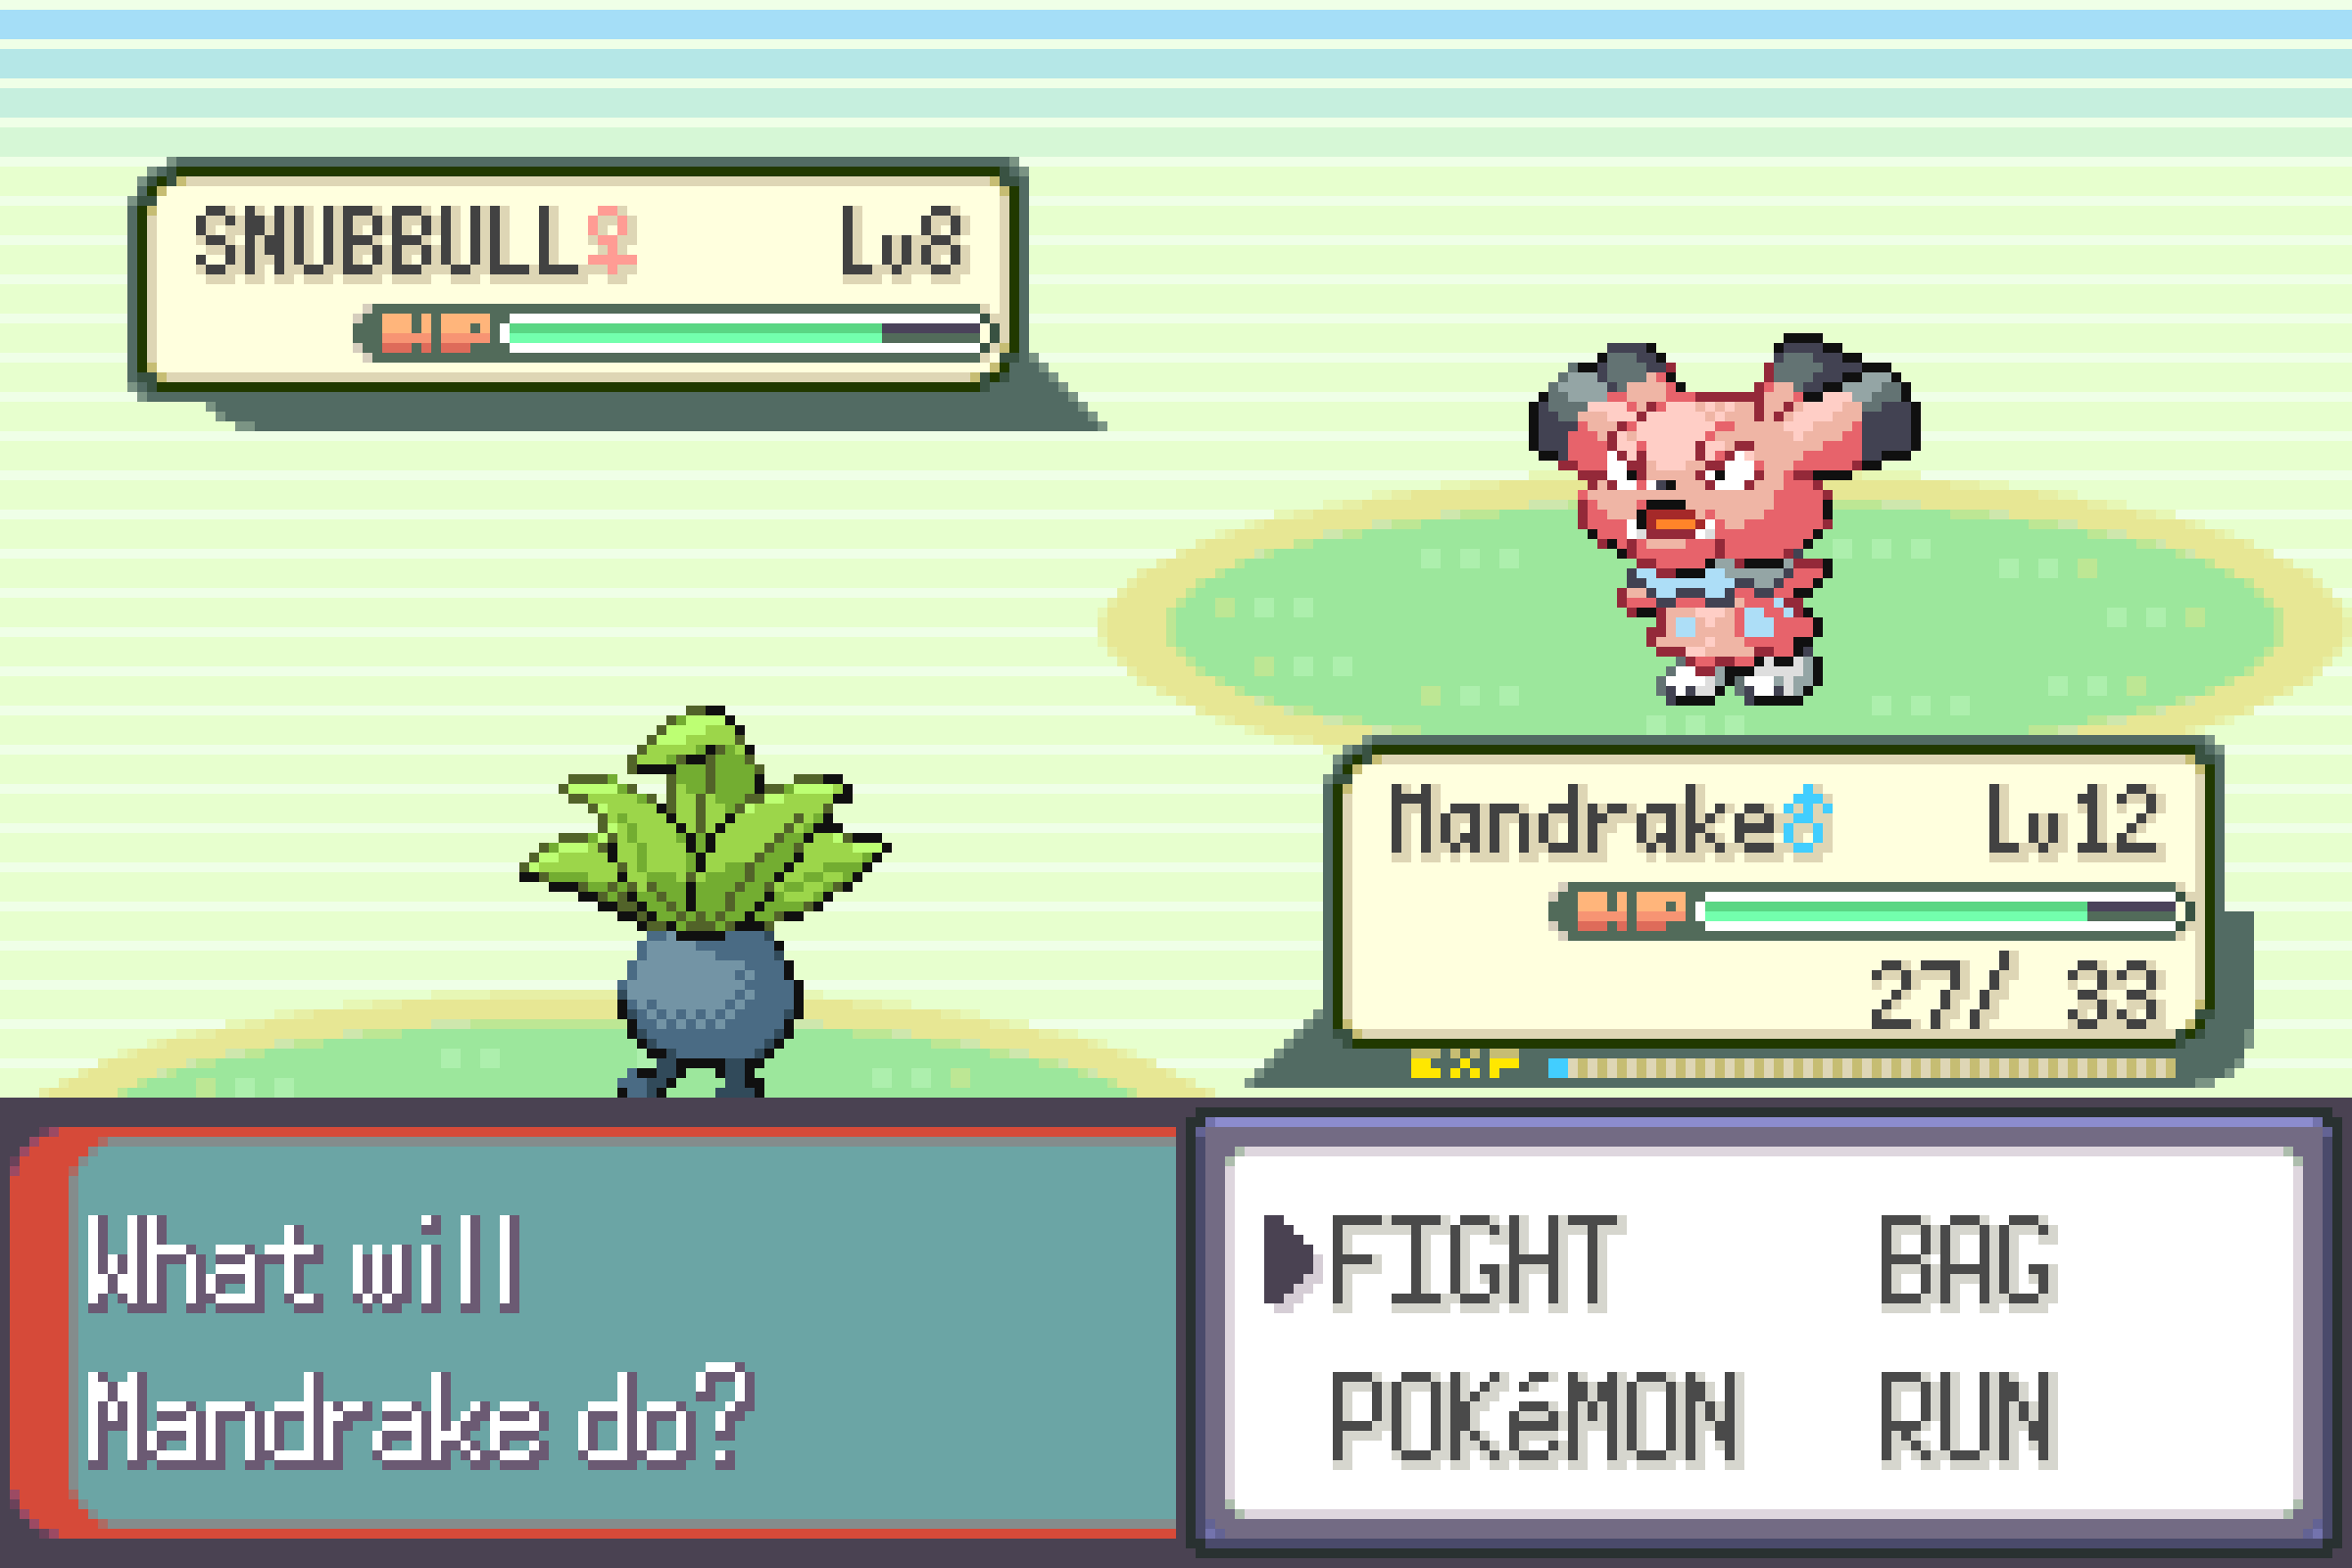 SNUBBULL♀ Lv8
HP
Mandrake♂ Lv12
HP
27/ 33
EXP
What will
Mandrake do?
FIGHT BAG
POKéMON RUN